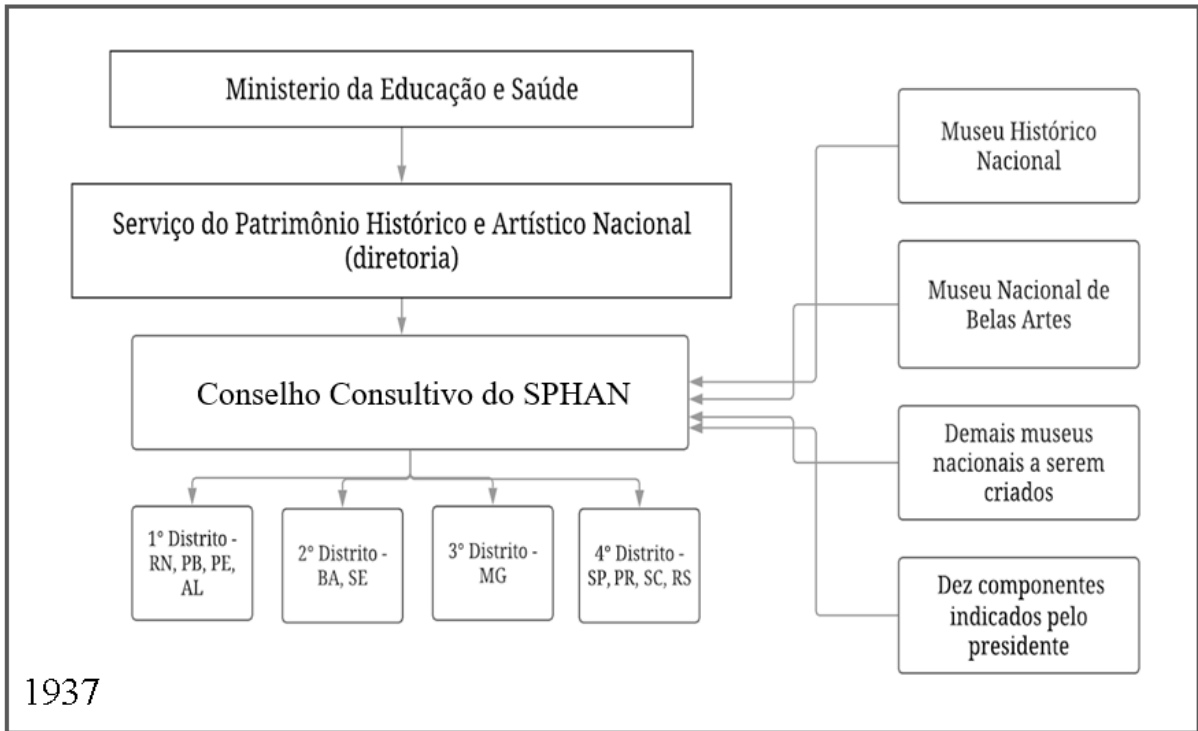 Ministerio da Educação e Saúde
Serviço do Patrimônio Histórico e Artístico Nacional
(diretoria)
Conselho Consultivo do SPHAN
1° Distrito -
RN, PB, PE,
AL
2° Distrito -
BA, SE
3° Distrito -
MG
4° Distrito -
SP, PR, SC, RS
Museu Histórico
Nacional
Museu Nacional de
Belas Artes
Demais museus
nacionais a serem
criados
Dez componentes
indicados pelo
presidente
1937